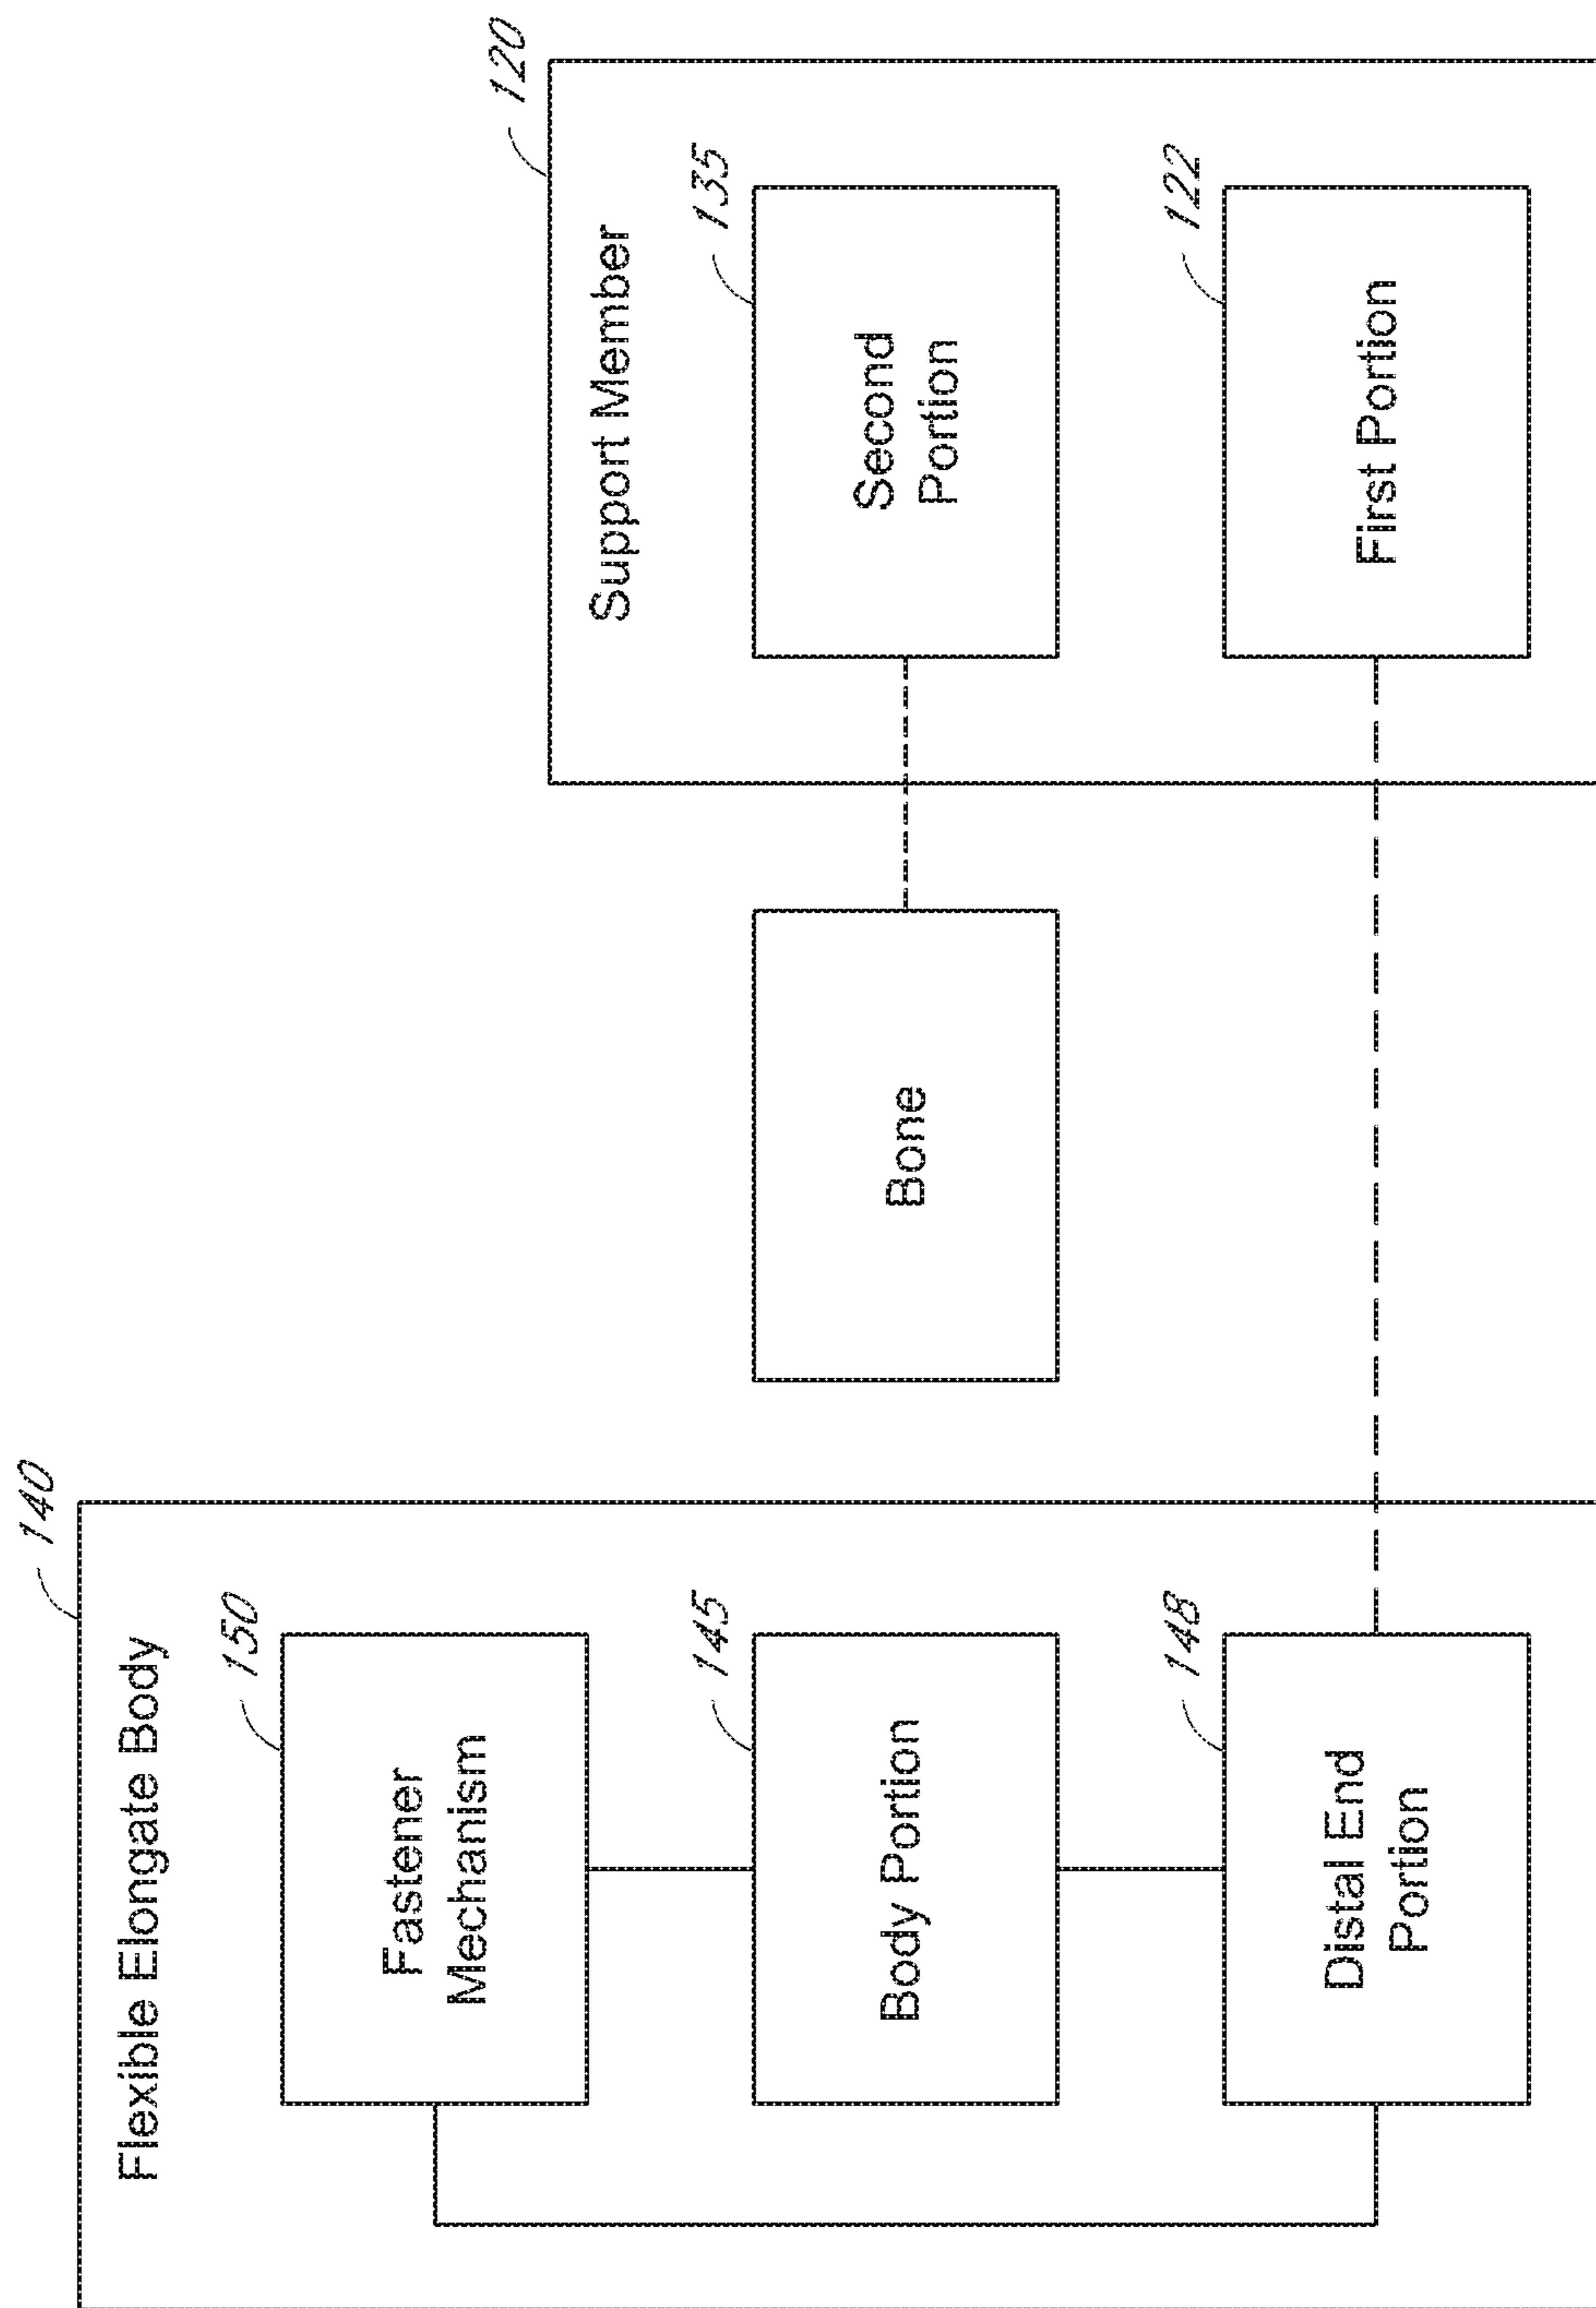 140
Flexible Elongate Body
150
Fastener
Mechanism
145
Body Portion
148
Distal End
Portion
Bone
120
Support Member
135
Second
Portion
122
First Portion